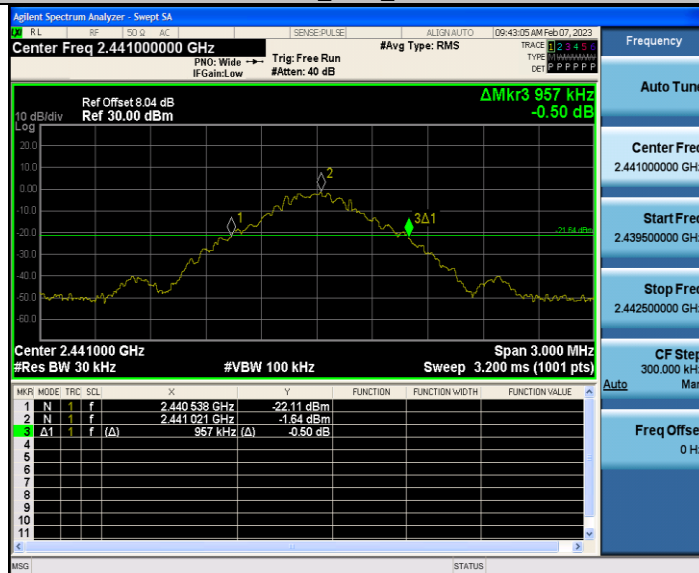 Agilent Spectrum Analyzer - Swept SA
RL RF 50 Ω AC SENSE:PULSE ALIGN AUTO 09:43:05 AM Feb 07, 2023
Center Freq 2.441000000 GHz #Avg Type: RMS TRACE 1 2 3 4 5 6
PNO: Wide Trig: Free Run TYPE MWWWWW
IFGain:Low #Atten: 40 dB DET P P P P P P
Ref Offset 8.04 dB ΔMkr3 957 kHz
10 dB/div Ref 30.00 dBm -0.50 dB
Log
20.0
10.0
0.00
-10.0
-20.0
-30.0
-40.0
-50.0
-60.0
2
1
3Δ1
-21.64 dBm
Center 2.441000 GHz Span 3.000 MHz
#Res BW 30 kHz #VBW 100 kHz Sweep 3.200 ms (1001 pts)
MKR MODE TRC SCL X Y FUNCTION FUNCTION WIDTH FUNCTION VALUE
1 N 1 f 2.440 538 GHz -22.11 dBm
2 N 1 f 2.441 021 GHz -1.64 dBm
3 Δ1 1 f (Δ) 957 kHz (Δ) -0.50 dB
4
5
6
7
8
9
10
11
MSG STATUS
Frequency
Auto Tune
Center Freq
2.441000000 GHz
Start Freq
2.439500000 GHz
Stop Freq
2.442500000 GHz
CF Step
300.000 kHz
Auto Man
Freq Offset
0 Hz